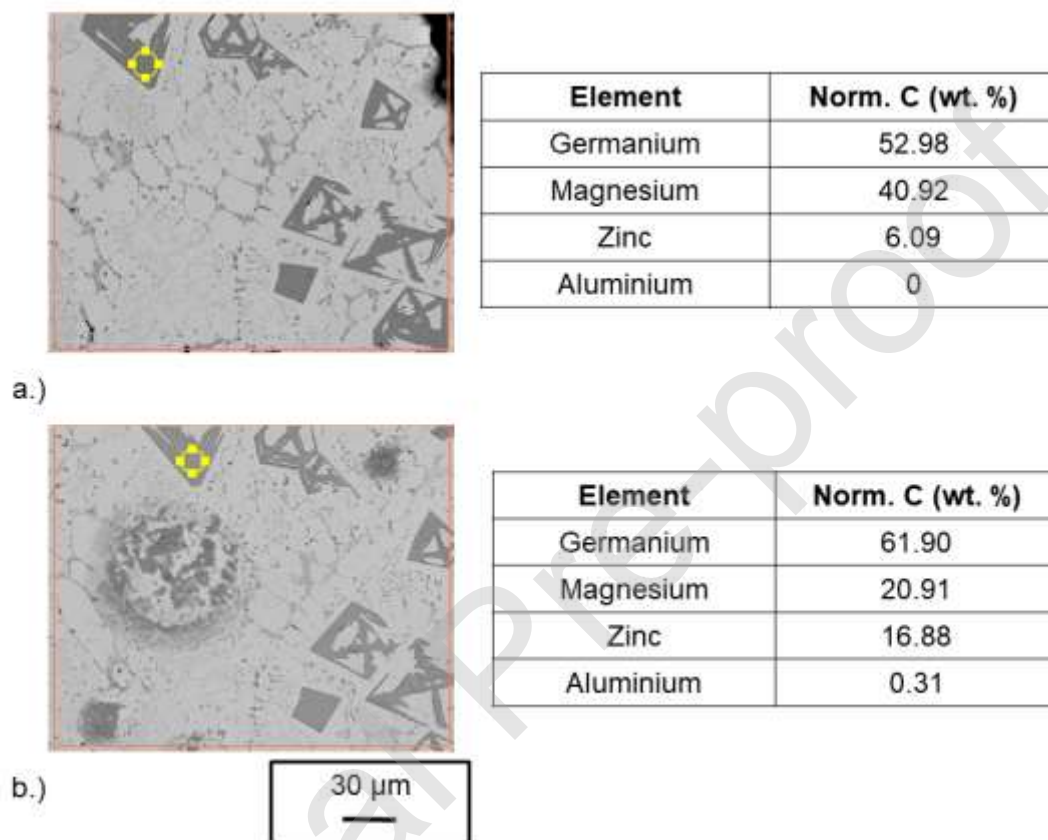 Element Norm. C (wt. %)
Germanium 52.98
Magnesium 40.92
Zinc 6.09
Aluminium 0
a.)
Element Norm. C (wt. %)
Germanium 61.90
Magnesium 20.91
Zinc 16.88
Aluminium 0.31
b.)
30 µm
al Pre-proof